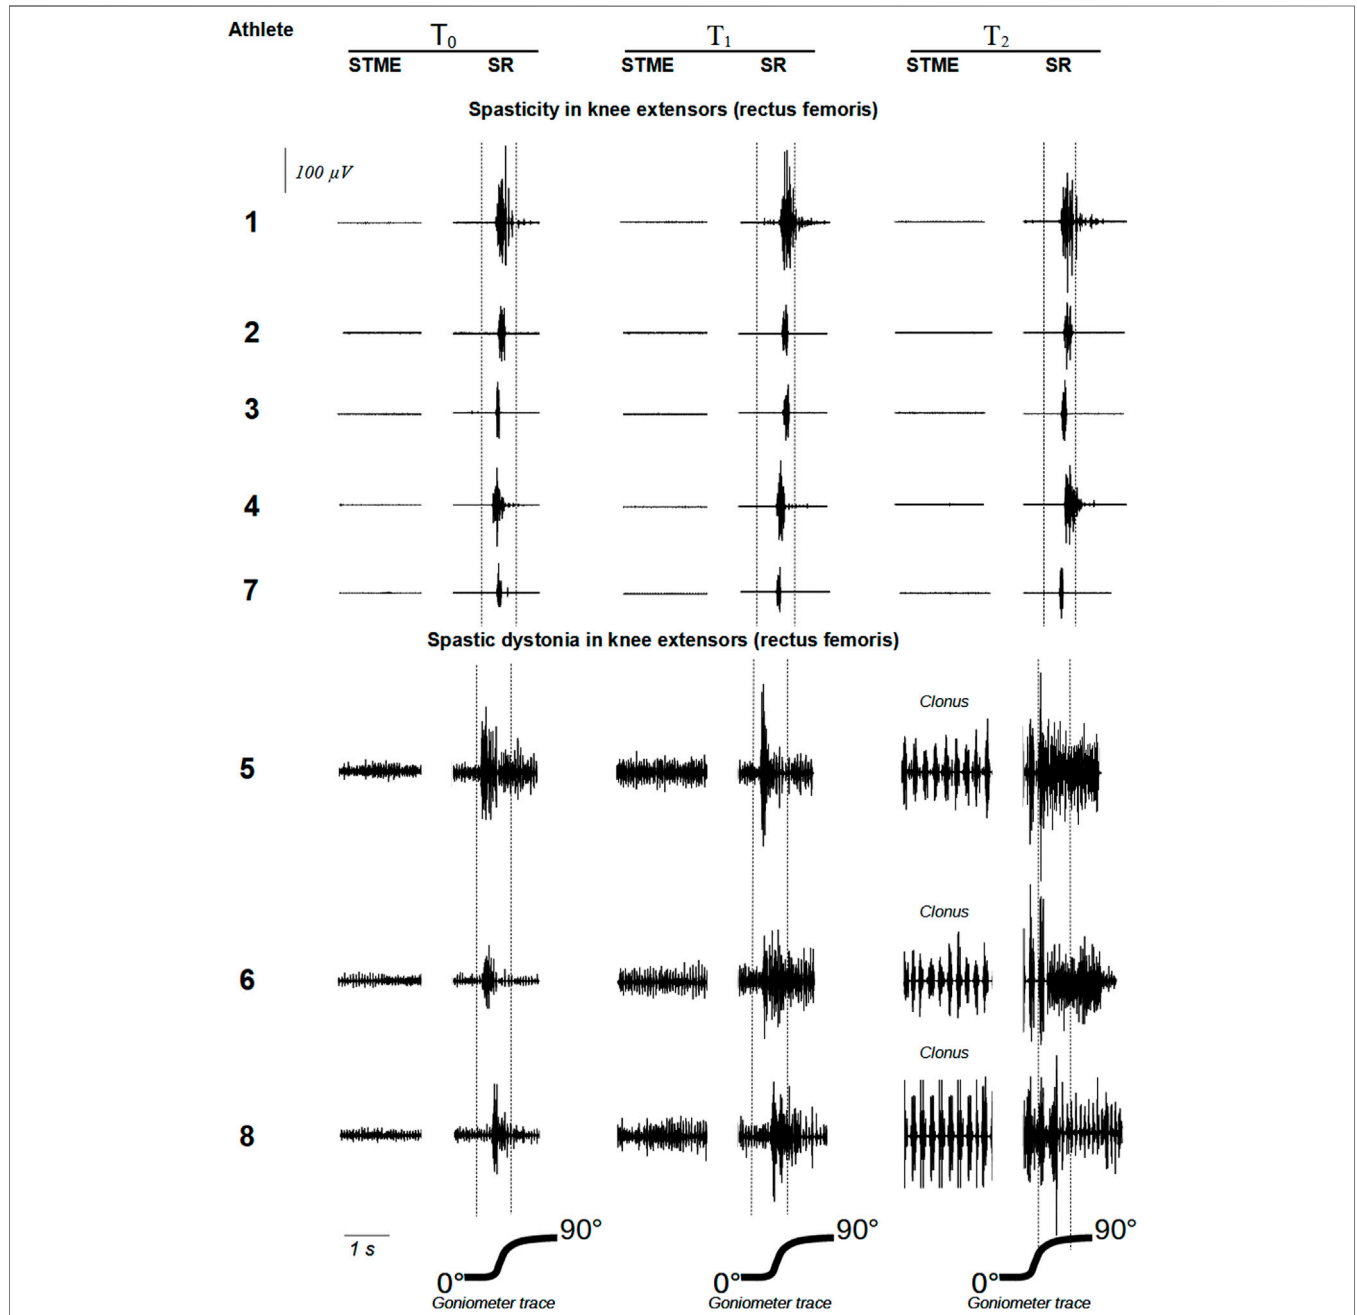 Athlete T0 T1 T2
STME SR STME SR STME SR
Spasticity in knee extensors (rectus femoris)
100 µV
1
2
3
4
7
Spastic dystonia in knee extensors (rectus femoris)
Clonus
5
Clonus
6
Clonus
8
1 s
90° 90° 90°
0° 0° 0°
Goniometer trace Goniometer trace Goniometer trace